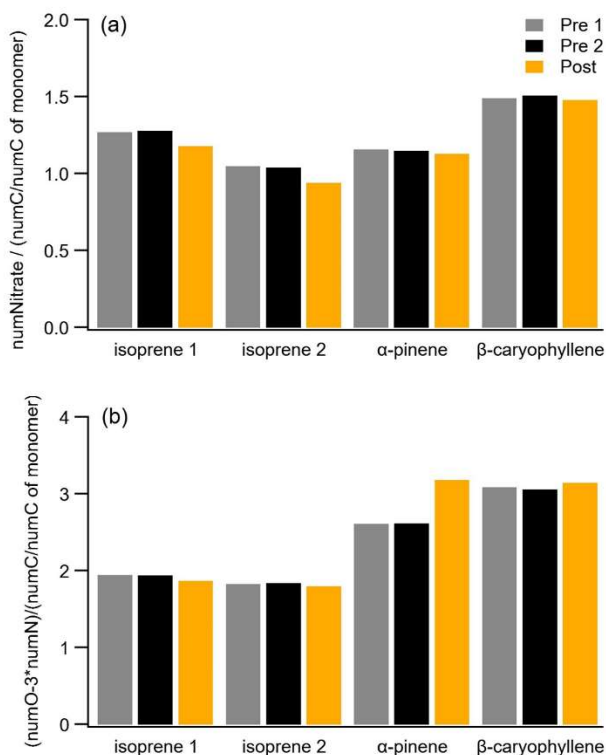 (a)
Pre 1
Pre 2
Post
numNitrate / (numC/numC of monomer)
2.0
1.5
1.0
0.5
0.0
isoprene 1 isoprene 2 α-pinene β-caryophyllene
(b)
(numO-3*numN)/(numC/numC of monomer)
4
3
2
1
0
isoprene 1 isoprene 2 α-pinene β-caryophyllene